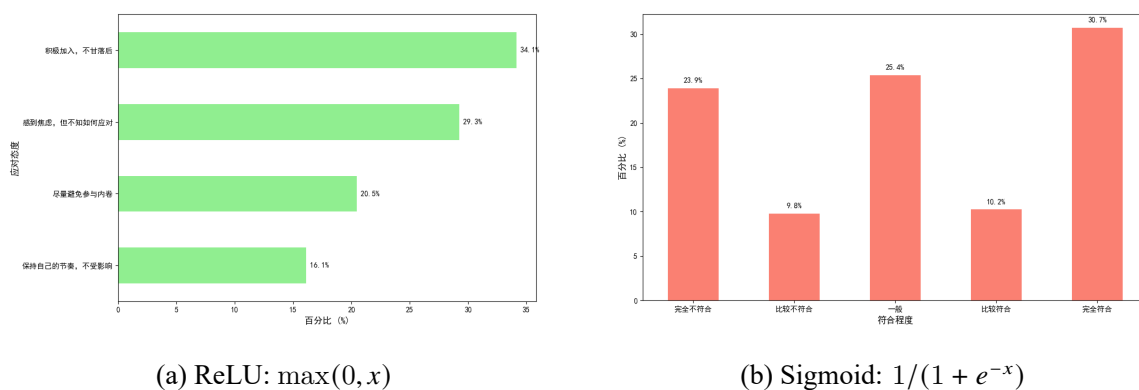 应对态度
积极加入，不甘落后
34.1%
感到焦虑，但不知如何应对
29.3%
尽量避免参与内卷
20.5%
保持自己的节奏，不受影响
16.1%
0 5 10 15 20 25 30 35
百分比 (%)
(a) ReLU: max(0, x)
百分比 (%)
30
25
20
15
10
5
0
23.9%
9.8%
25.4%
10.2%
30.7%
完全不符合 比较不符合 一般 比较符合 完全符合
符合程度
(b) Sigmoid: 1/(1 + e⁻ˣ)